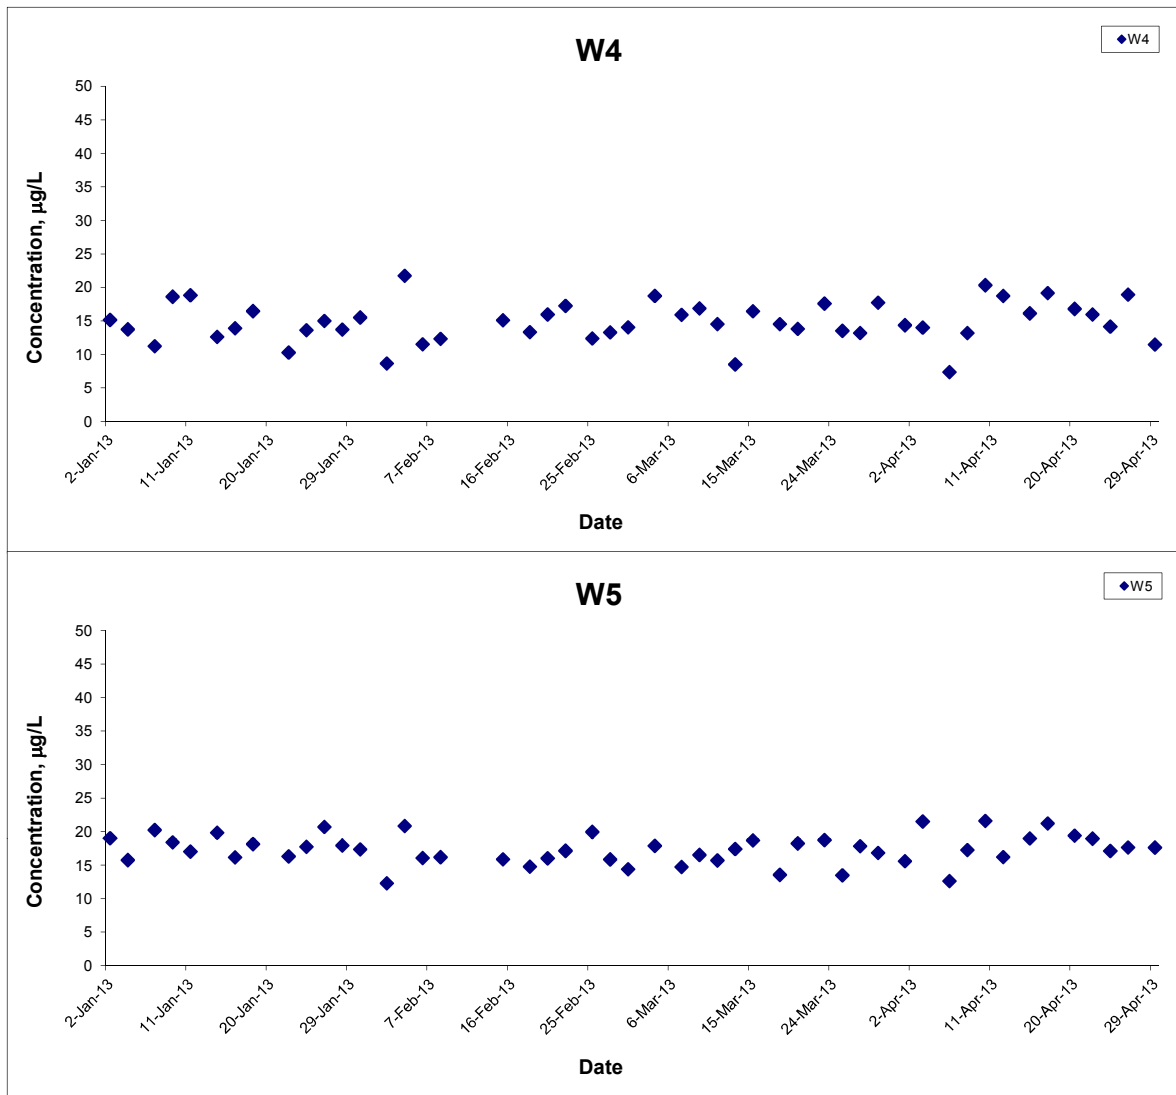 W4
W4
50
45
40
35
30
25
20
15
10
5
0
Concentration, µg/L
2-Jan-13
11-Jan-13
20-Jan-13
29-Jan-13
7-Feb-13
16-Feb-13
25-Feb-13
6-Mar-13
15-Mar-13
24-Mar-13
2-Apr-13
11-Apr-13
20-Apr-13
29-Apr-13
Date
W5
W5
50
45
40
35
30
25
20
15
10
5
0
Concentration, µg/L
2-Jan-13
11-Jan-13
20-Jan-13
29-Jan-13
7-Feb-13
16-Feb-13
25-Feb-13
6-Mar-13
15-Mar-13
24-Mar-13
2-Apr-13
11-Apr-13
20-Apr-13
29-Apr-13
Date